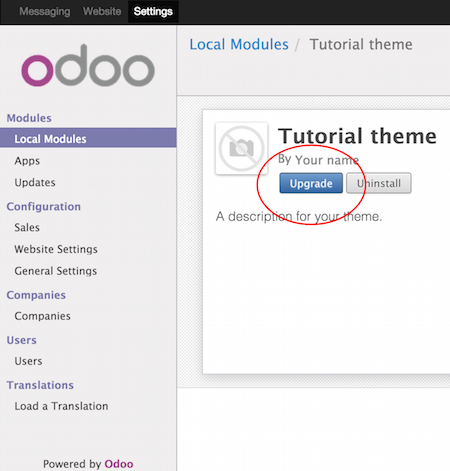 Messaging Website Settings
Local Modules / Tutorial theme
odoo
Modules
Local Modules
Apps
Updates
Configuration
Sales
Website Settings
General Settings
Companies
Companies
Users
Users
Translations
Load a Translation
Powered by Odoo
Tutorial theme
By Your name
Upgrade Uninstall
A description for your theme.